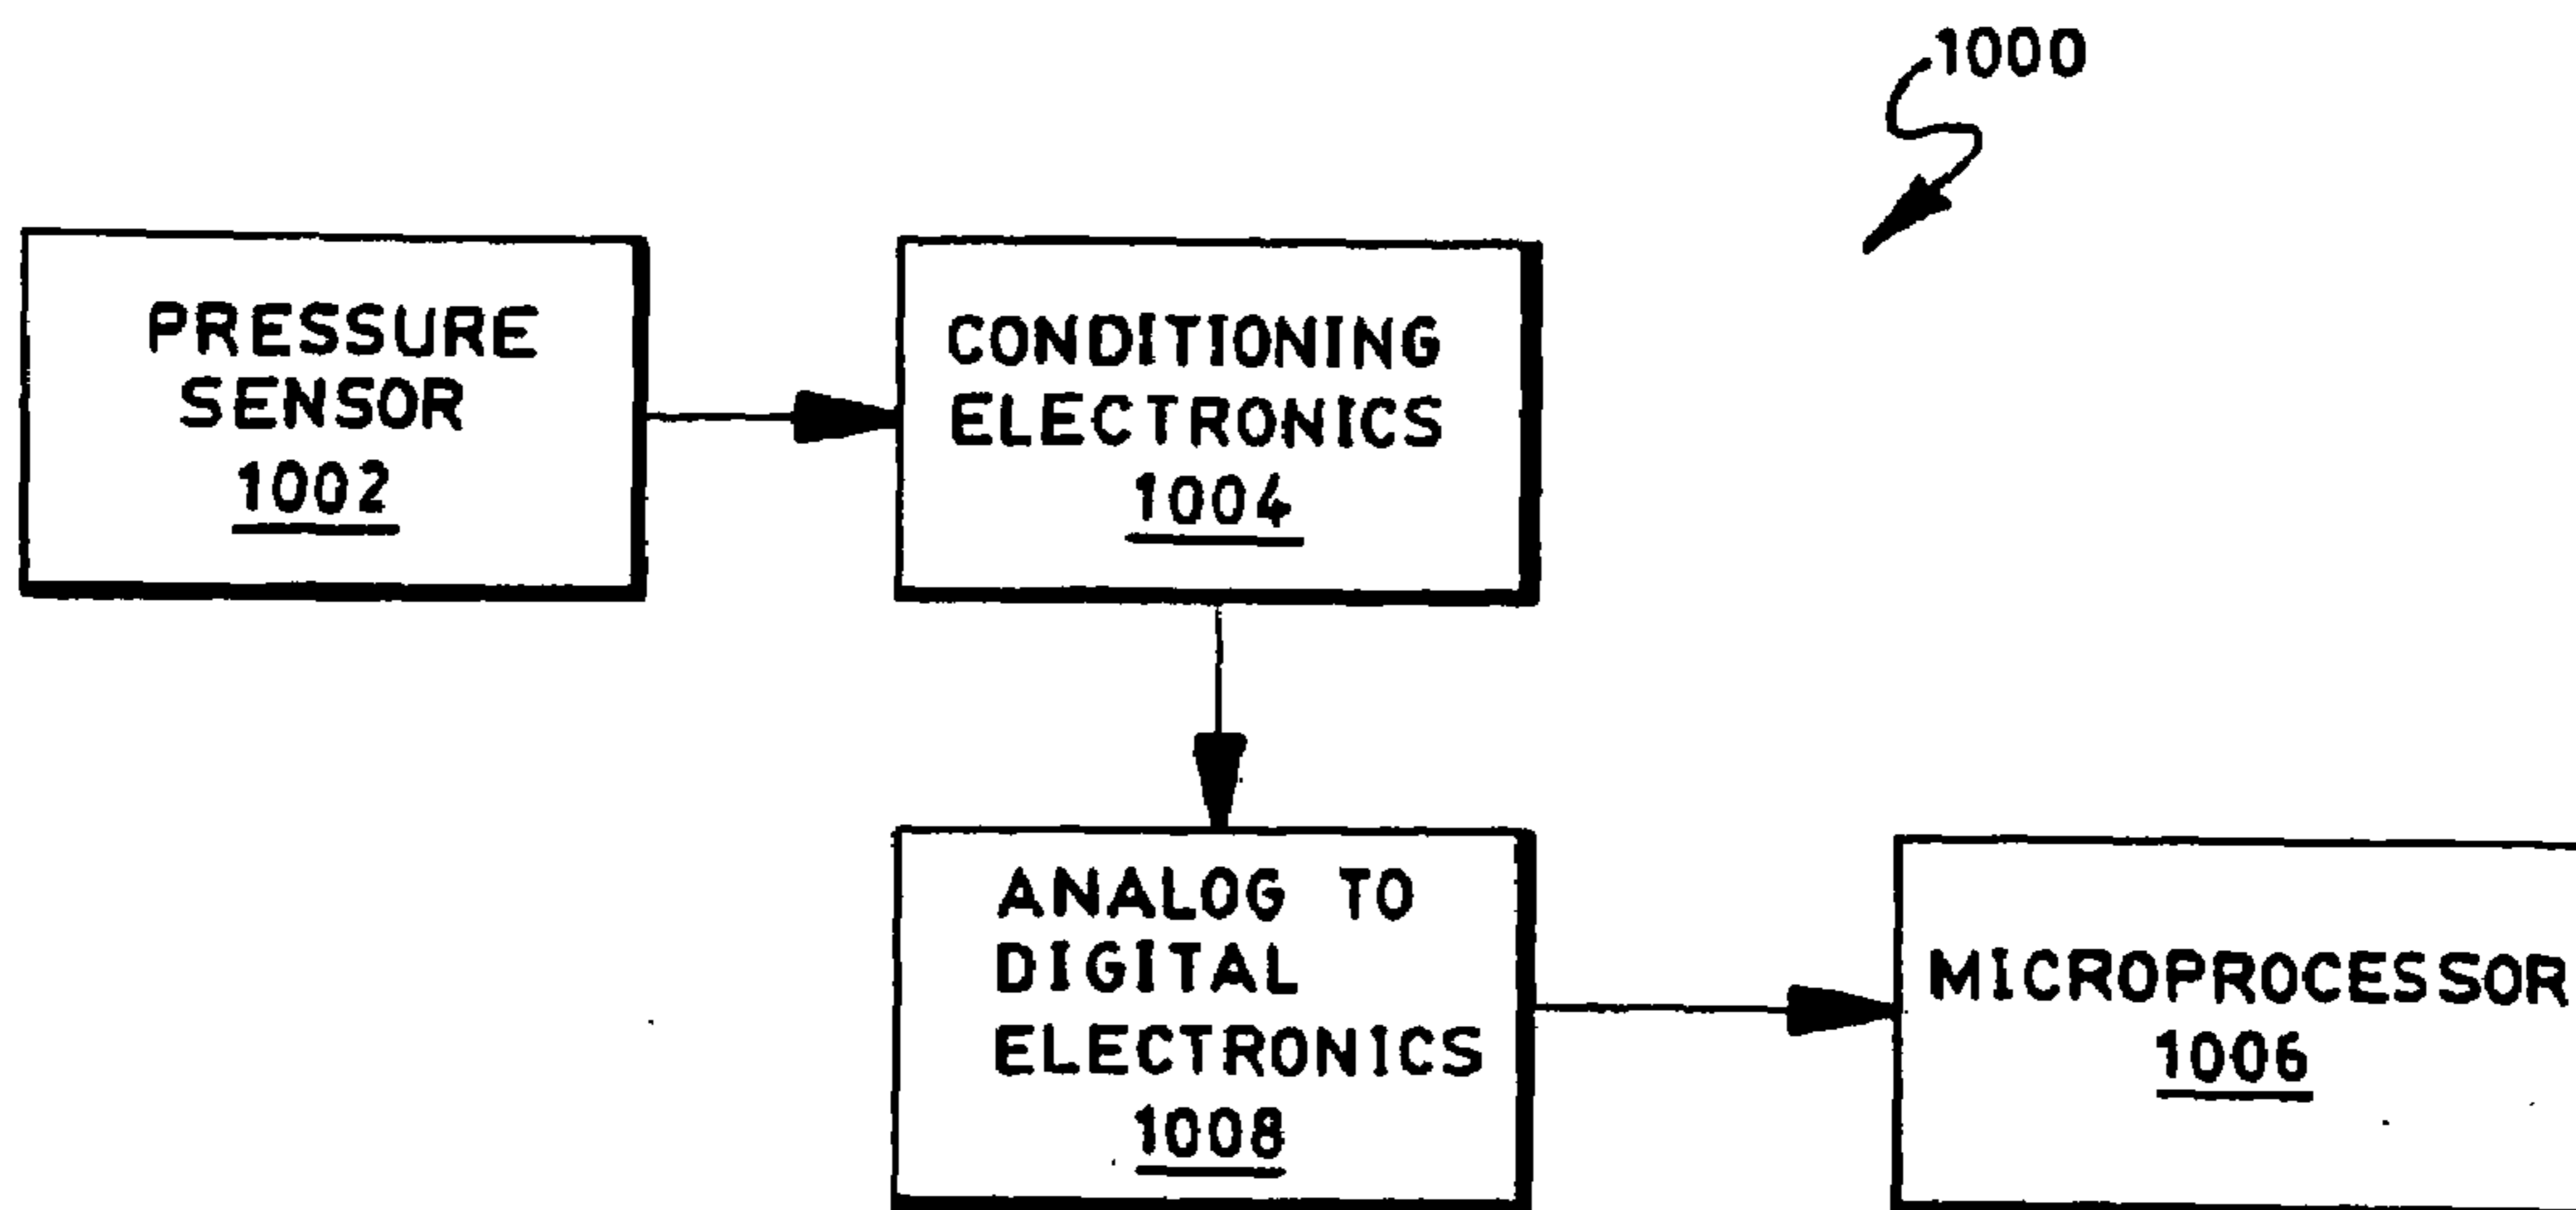 1000
PRESSURE
SENSOR
1002
CONDITIONING
ELECTRONICS
1004
ANALOG TO
DIGITAL
ELECTRONICS
1008
MICROPROCESSOR
1006